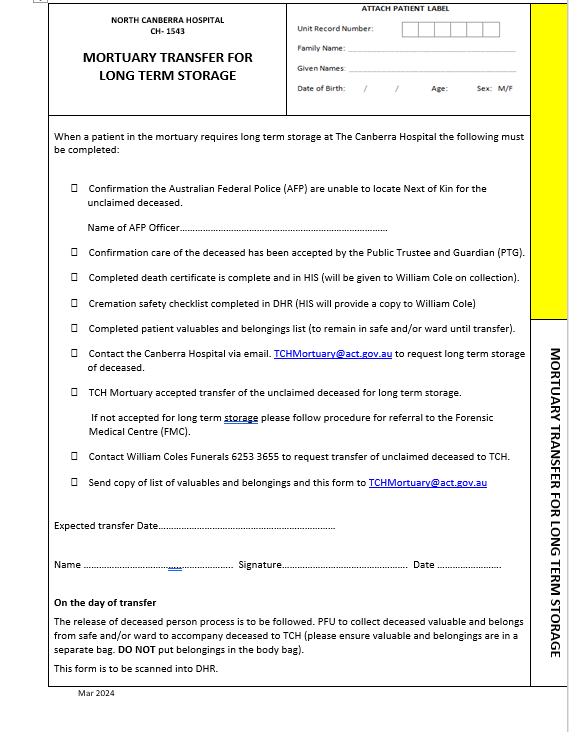 NORTH CANBERRA HOSPITAL
CH- 1543
MORTUARY TRANSFER FOR
LONG TERM STORAGE
ATTACH PATIENT LABEL
Unit Record Number:
Family Name:
Given Names:
Date of Birth: / / Age: Sex: M/F
When a patient in the mortuary requires long term storage at The Canberra Hospital the following must
be completed:
Confirmation the Australian Federal Police (AFP) are unable to locate Next of Kin for the
unclaimed deceased.
Name of AFP Officer……………………………………………………………
Confirmation care of the deceased has been accepted by the Public Trustee and Guardian (PTG).
Completed death certificate is complete and in HIS (will be given to William Cole on collection).
Cremation safety checklist completed in DHR (HIS will provide a copy to William Cole)
Completed patient valuables and belongings list (to remain in safe and/or ward until transfer).
Contact the Canberra Hospital via email. TCHMortuary@act.gov.au to request long term storage
of deceased.
TCH Mortuary accepted transfer of the unclaimed deceased for long term storage.
If not accepted for long term storage please follow procedure for referral to the Forensic
Medical Centre (FMC).
Contact William Coles Funerals 6253 3655 to request transfer of unclaimed deceased to TCH.
Send copy of list of valuables and belongings and this form to TCHMortuary@act.gov.au
Expected transfer Date……………………………………………………
Name …………………………………………… Signature…………………………………………… Date …………………
On the day of transfer
The release of deceased person process is to be followed. PFU to collect deceased valuable and belongs
from safe and/or ward to accompany deceased to TCH (please ensure valuable and belongings are in a
separate bag. DO NOT put belongings in the body bag).
This form is to be scanned into DHR.
Mar 2024
MORTUARY TRANSFER FOR LONG TERM STORAGE